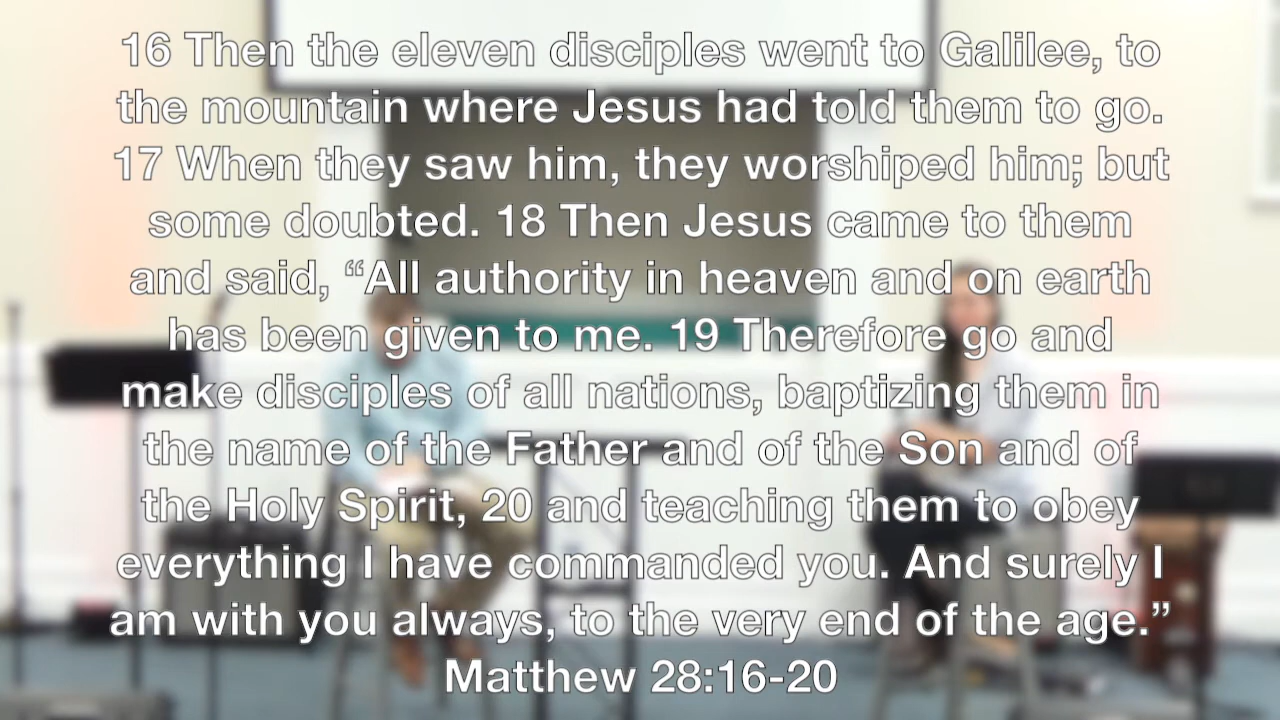 16 Then the eleven disciples went to Galilee, to
the mountain where Jesus had told them to go.
17 When they saw him, they worshiped him; but
some doubted. 18 Then Jesus came to them
and said, “All authority in heaven and on earth
has been given to me. 19 Therefore go and
make disciples of all nations, baptizing them in
the name of the Father and of the Son and of
the Holy Spirit, 20 and teaching them to obey
everything I have commanded you. And surely I
am with you always, to the very end of the age.”
Matthew 28:16-20